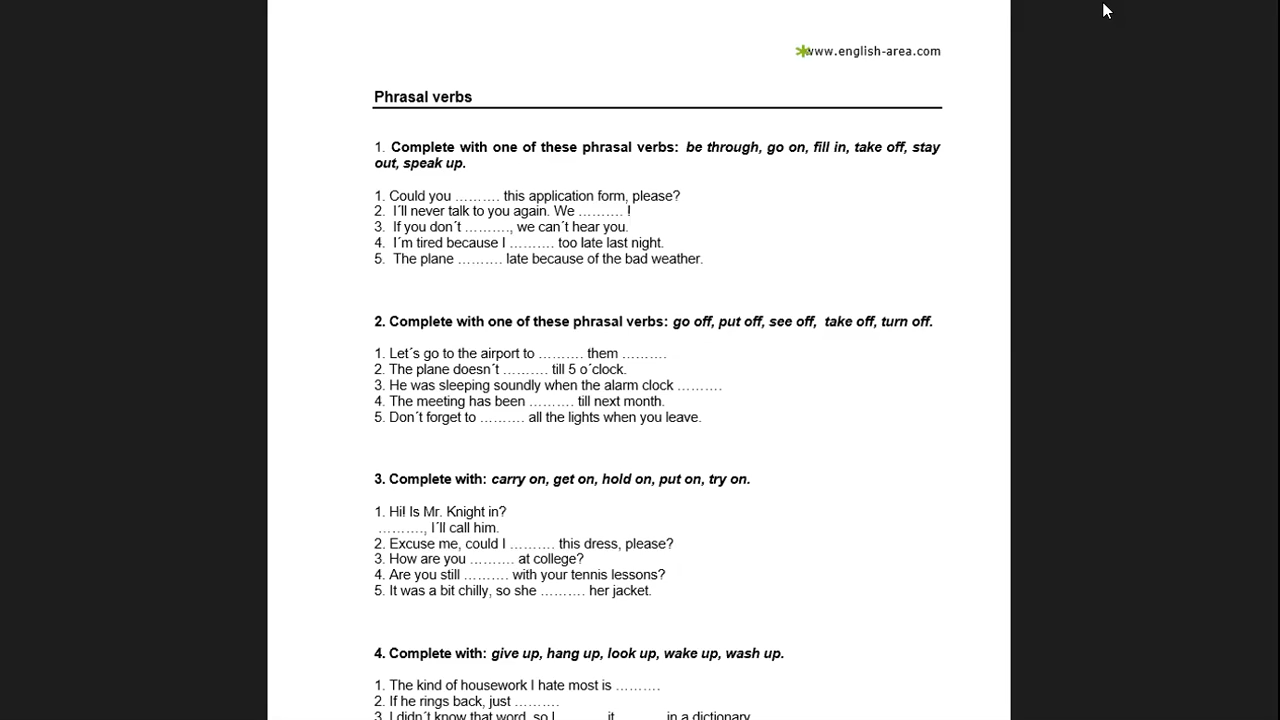 www.english-area.com
Phrasal verbs
1. Complete with one of these phrasal verbs: be through, go on, fill in, take off, stay
out, speak up.
1. Could you ………. this application form, please?
2. I´ll never talk to you again. We ………. !
3. If you don´t ………., we can´t hear you.
4. I´m tired because I ………. too late last night.
5. The plane ………. late because of the bad weather.
2. Complete with one of these phrasal verbs: go off, put off, see off, take off, turn off.
1. Let´s go to the airport to ………. them ……….
2. The plane doesn´t ………. till 5 o´clock.
3. He was sleeping soundly when the alarm clock ……….
4. The meeting has been ………. till next month.
5. Don´t forget to ………. all the lights when you leave.
3. Complete with: carry on, get on, hold on, put on, try on.
1. Hi! Is Mr. Knight in?
………., I´ll call him.
2. Excuse me, could I ………. this dress, please?
3. How are you ………. at college?
4. Are you still ………. with your tennis lessons?
5. It was a bit chilly, so she ………. her jacket.
4. Complete with: give up, hang up, look up, wake up, wash up.
1. The kind of housework I hate most is ……….
2. If he rings back, just ……….
3. I didn´t know that word, so I ………. it ………. in a dictionary